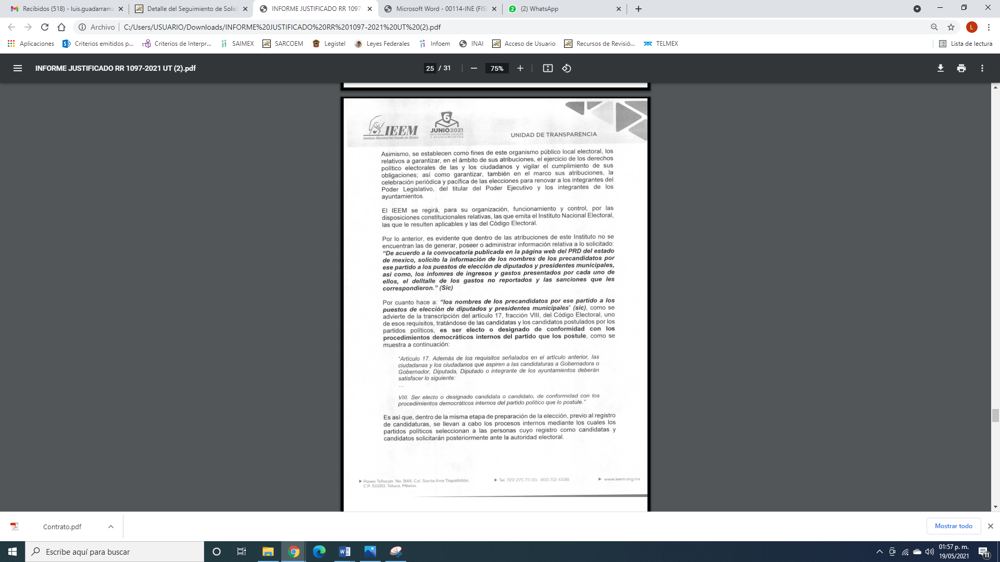 Recibidos (518) - luis.guadarrama
Detalle del Seguimiento de Solic
INFORME JUSTIFICADO RR 1097-
Microsoft Word - 00114-INE (FIS
(2) WhatsApp
Archivo
C:/Users/USUARIO/Downloads/INFORME%20JUSTIFICADO%20RR%201097-2021%20UT%20(2).pdf
L
Aplicaciones
Criterios emitidos p...
Criterios de Interpr...
SAIMEX
SARCOEM
Legistel
Leyes Federales
Infoem
INAI
Acceso de Usuario
Recursos de Revisió...
TELMEX
Lista de lectura
INFORME JUSTIFICADO RR 1097-2021 UT (2).pdf
25 / 31
75%
IEEM
Instituto Electoral del Estado de México
6
JUNIO2021
DIPUTACIONES LOCALES
Y AYUNTAMIENTOS
UNIDAD DE TRANSPARENCIA
Asimismo, se establecen como fines de este organismo público local electoral, los
relativos a garantizar, en el ámbito de sus atribuciones, el ejercicio de los derechos
político electorales de las y los ciudadanos y vigilar el cumplimiento de sus
obligaciones; así como garantizar, también en el marco sus atribuciones, la
celebración periódica y pacífica de las elecciones para renovar a los integrantes del
Poder Legislativo, del titular del Poder Ejecutivo y los integrantes de los
ayuntamientos.
El IEEM se regirá, para su organización, funcionamiento y control, por las
disposiciones constitucionales relativas, las que emita el Instituto Nacional Electoral,
las que le resulten aplicables y las del Código Electoral.
Por lo anterior, es evidente que dentro de las atribuciones de este Instituto no se
encuentran las de generar, poseer o administrar información relativa a lo solicitado:
“De acuerdo a la convocatoria publicada en la página web del PRD del estado
de mexico, solicito la información de los nombres de los precandidatos por
ese partido a los puestos de elección de diputados y presidentes municipales,
asi como, los infomres de ingresos y gastos presentados por cada uno de
ellos, el delltalle de los gastos no reportados y las sanciones que les
correspondieron.” (Sic)
Por cuanto hace a: “los nombres de los precandidatos por ese partido a los
puestos de elección de diputados y presidentes municipales” (sic), como se
advierte de la transcripción del artículo 17, fracción VIII, del Código Electoral, uno
de esos requisitos, tratándose de las candidatas y los candidatos postulados por los
partidos políticos, es ser electo o designado de conformidad con los
procedimientos democráticos internos del partido que los postule, como se
muestra a continuación:
“Artículo 17. Además de los requisitos señalados en el artículo anterior, las
ciudadanas y los ciudadanos que aspiren a las candidaturas a Gobernadora o
Gobernador, Diputada, Diputado o integrante de los ayuntamientos deberán
satisfacer lo siguiente:
...
VIII. Ser electo o designado candidata o candidato, de conformidad con los
procedimientos democráticos internos del partido político que lo postule.”
Es así que, dentro de la misma etapa de preparación de la elección, previo al registro
de candidaturas, se llevan a cabo los procesos internos mediante los cuales los
partidos políticos seleccionan a las personas cuyo registro como candidatas y
candidatos solicitarán posteriormente ante la autoridad electoral.
Paseo Tollocan No. 944, Col. Santa Ana Tlapaltitlán,
C.P. 50160, Toluca, México.
Tel. 722 275 73 00, 800 712 4336
www.ieem.org.mx
Contrato.pdf
Mostrar todo
Escribe aquí para buscar
01:57 p. m.
19/05/2021
11